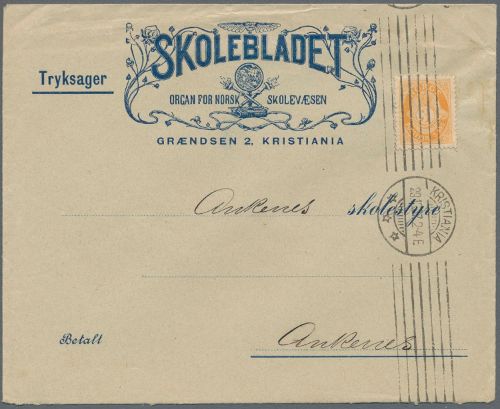 SKOLEBLADET
Tryksager
ORGAN FOR NORSK SKOLEVÆSEN
GRÆNDSEN 2, KRISTIANIA
Ankenes skolestyre
KRISTIANIA
Betalt
Ankenes